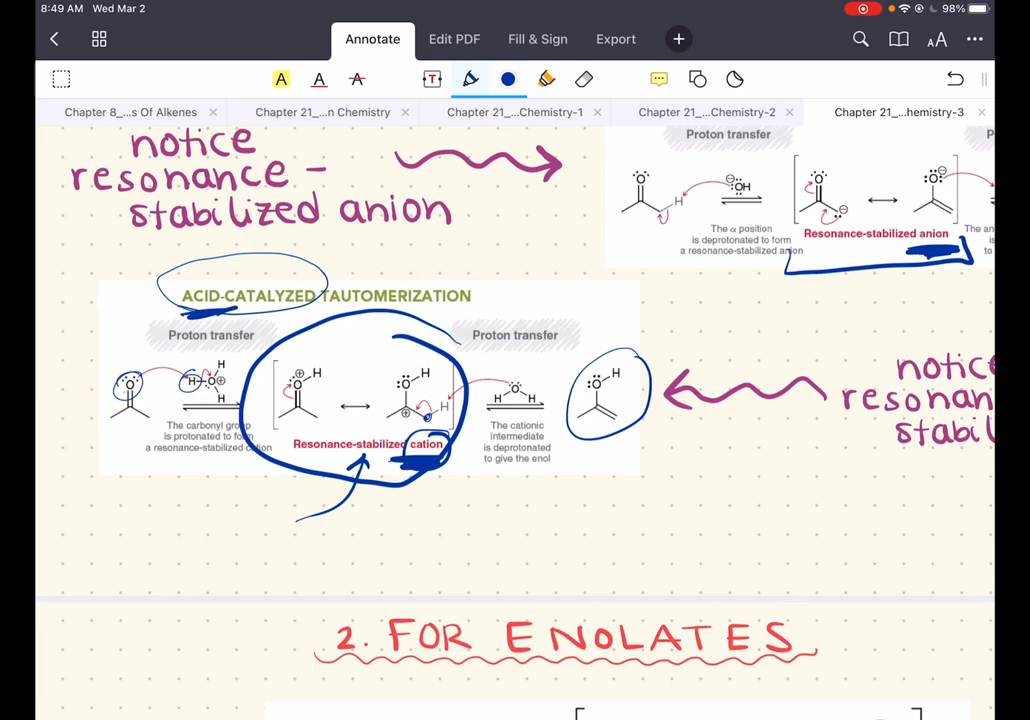 8:49 AM Wed Mar 2
98%
Annotate
Edit PDF
Fill & Sign
Export
Chapter 8_...s Of Alkenes
Chapter 21_...n Chemistry
Chapter 21_...Chemistry-1
Chapter 21_...Chemistry-2
Chapter 21_...hemistry-3
notice
resonance -
stabilized anion
Proton transfer
P
The α position
is deprotonated to form
a resonance-stabilized anion
Resonance-stabilized anion
The an
is
to
ACID-CATALYZED TAUTOMERIZATION
Proton transfer
Proton transfer
The carbonyl group
is protonated to form
a resonance-stabilized cation
Resonance-stabilized cation
The cationic
intermediate
is deprotonated
to give the enol
notice
resonan
stabil
2. FOR ENOLATES